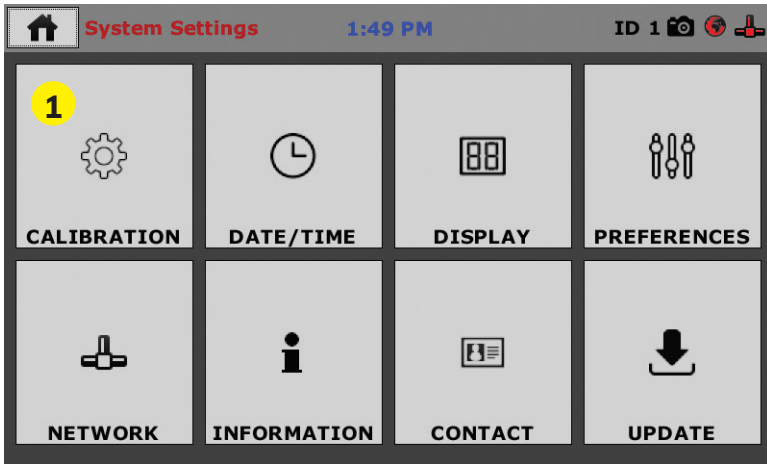 System Settings 1:49 PM ID 1
1
CALIBRATION DATE/TIME DISPLAY PREFERENCES
NETWORK INFORMATION CONTACT UPDATE